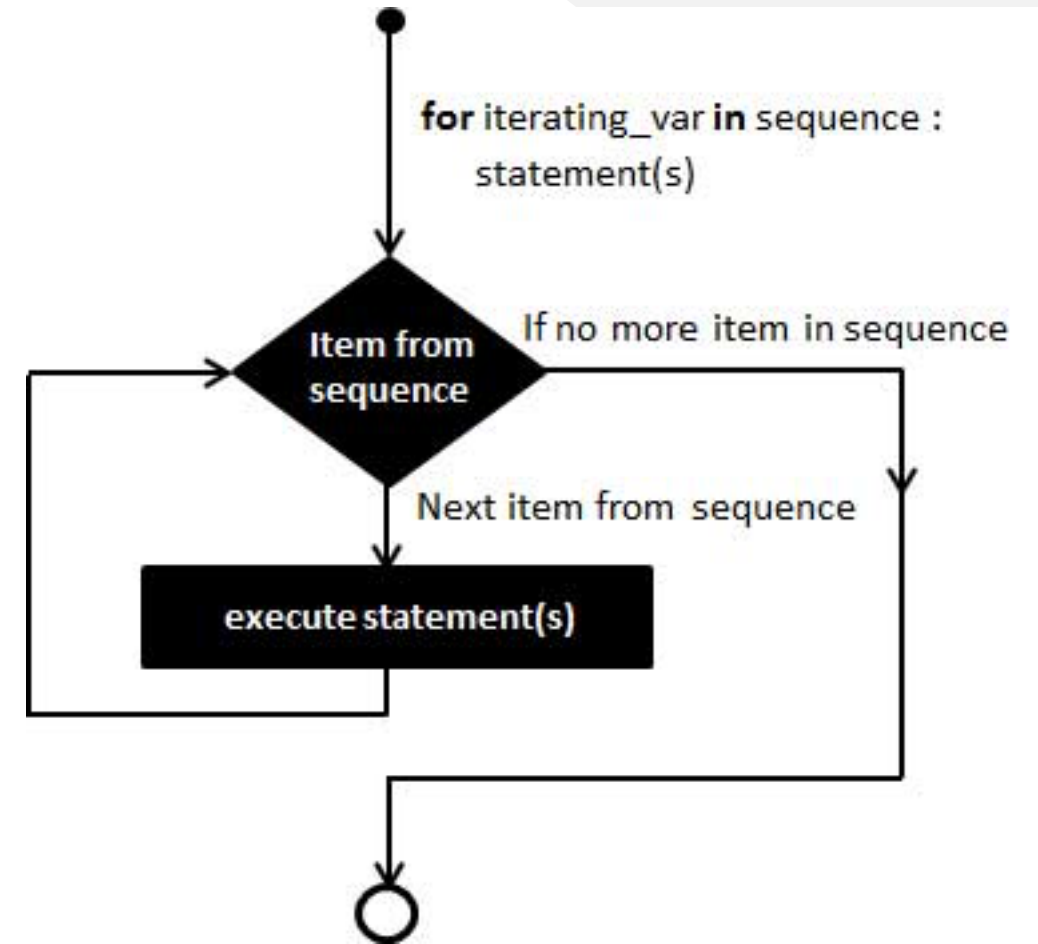 for iterating_var in sequence :
statement(s)
If no more item in sequence
Item from
sequence
Next item from sequence
execute statement(s)